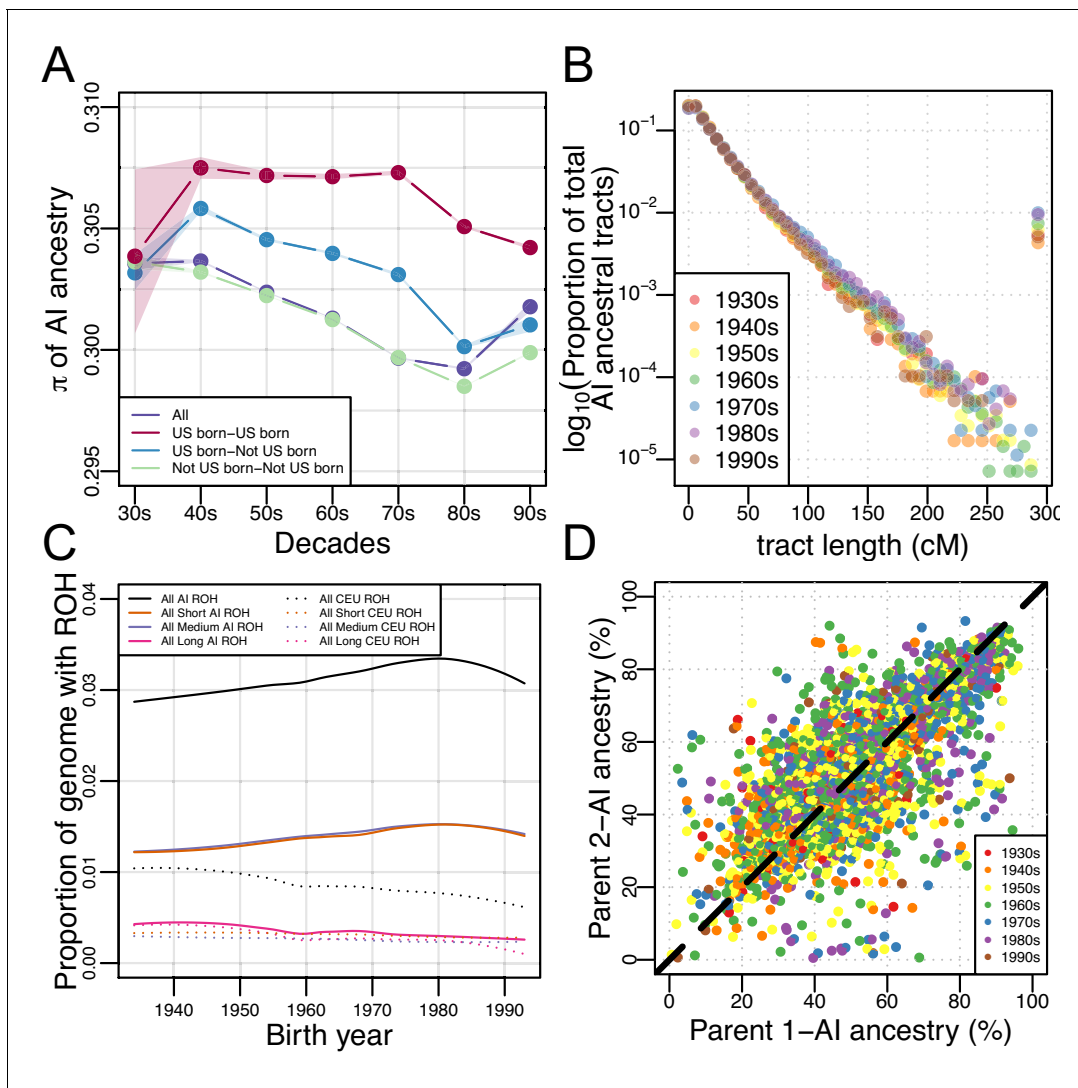 A
π of AI ancestry
0.310
0.305
0.300
0.295
All
US born−US born
US born−Not US born
Not US born−Not US born
30s 40s 50s 60s 70s 80s 90s
Decades
B
log10(Proportion of total
AI ancestral tracts)
10−1
10−2
10−3
10−4
10−5
1930s
1940s
1950s
1960s
1970s
1980s
1990s
0 50 100 150 200 250 300
tract length (cM)
C
Proportion of genome with ROH
0.04
0.03
0.02
0.01
0.00
All AI ROH
All Short AI ROH
All Medium AI ROH
All Long AI ROH
All CEU ROH
All Short CEU ROH
All Medium CEU ROH
All Long CEU ROH
1940 1950 1960 1970 1980 1990
Birth year
D
Parent 2−AI ancestry (%)
100
80
60
40
20
0
1930s
1940s
1950s
1960s
1970s
1980s
1990s
0 20 40 60 80 100
Parent 1−AI ancestry (%)